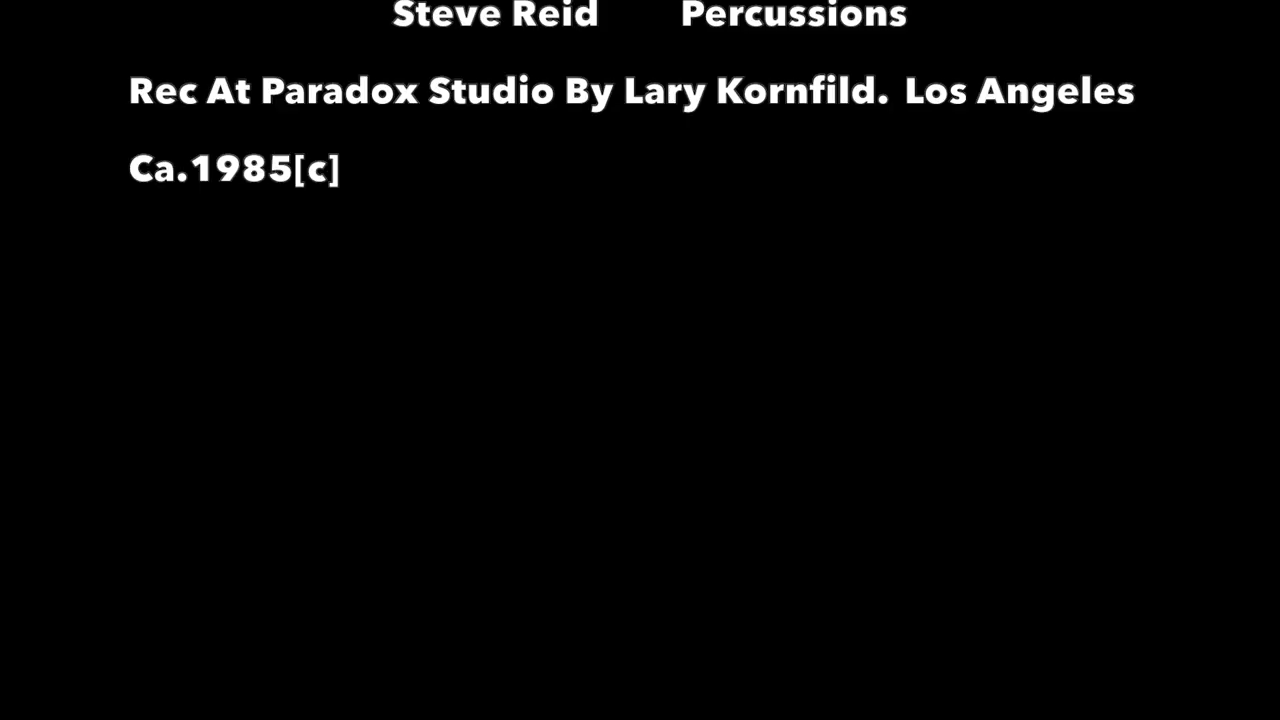 Steve Reid Percussions
Rec At Paradox Studio By Lary Kornfild. Los Angeles
Ca.1985[c]